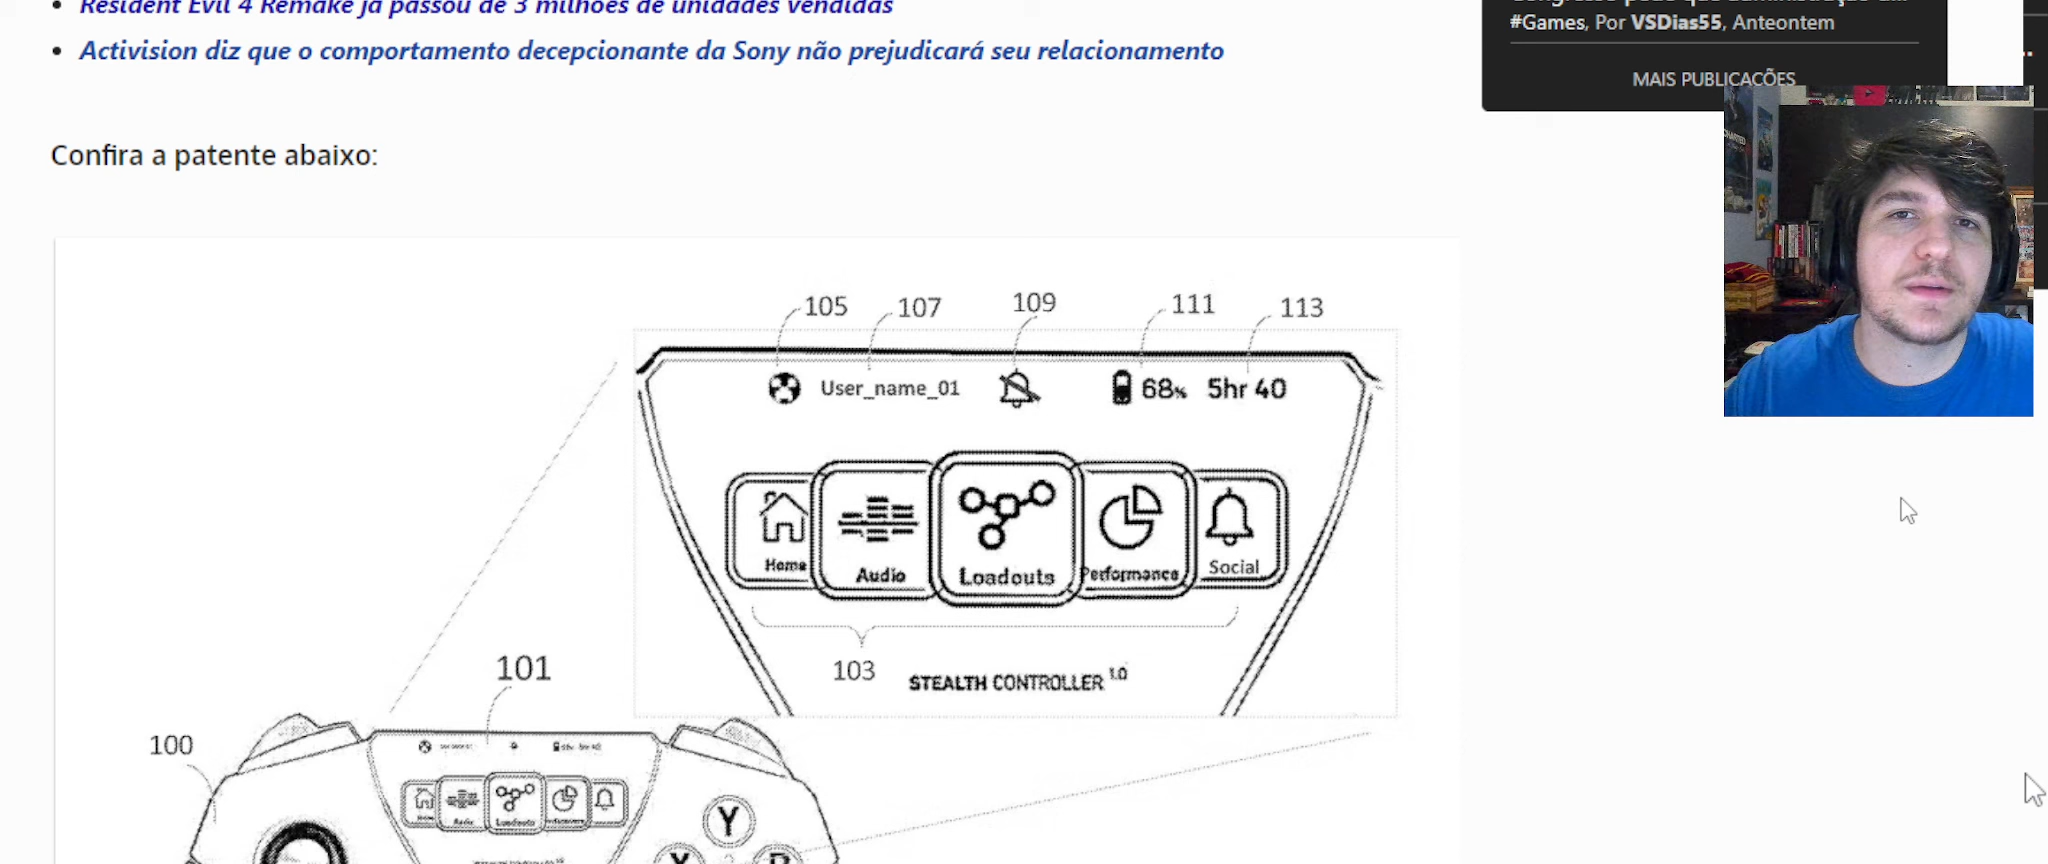 Resident Evil 4 Remake já passou de 3 milhões de unidades vendidas
Activision diz que o comportamento decepcionante da Sony não prejudicará seu relacionamento
#Games, Por VSDias55, Anteontem
MAIS PUBLICAÇÕES
Confira a patente abaixo:
105 107 109 111 113
User_name_01 68% 5hr 40
Home Audio Loadouts Performance Social
103
STEALTH CONTROLLER 1.0
101
100
Loadouts
Y
X B